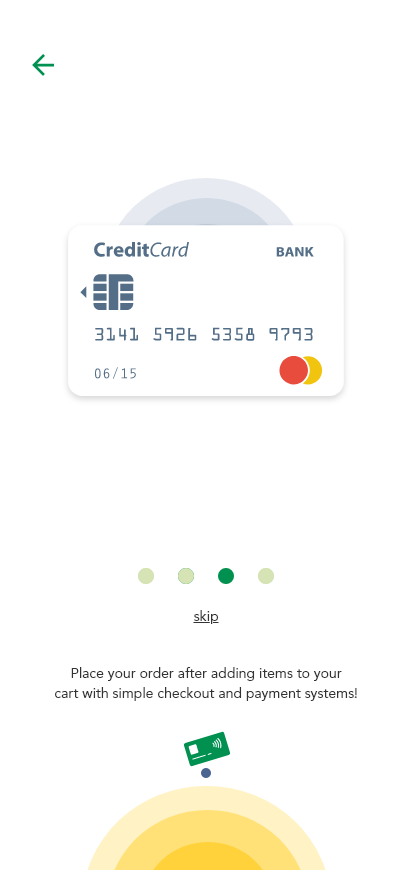 CreditCard BANK
3141 5926 5358 9793
06/15
skip
Place your order after adding items to your
cart with simple checkout and payment systems!